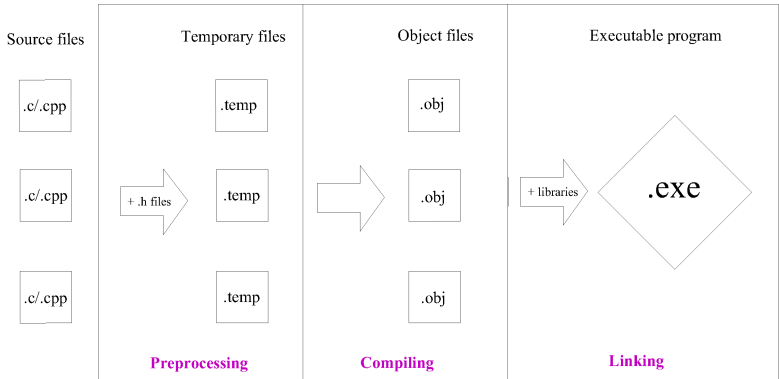 Source files
Temporary files
Object files
Executable program
.c/.cpp
.temp
.obj
.c/.cpp
+ .h files
.temp
.obj
+ libraries
.exe
.c/.cpp
.temp
.obj
Preprocessing
Compiling
Linking